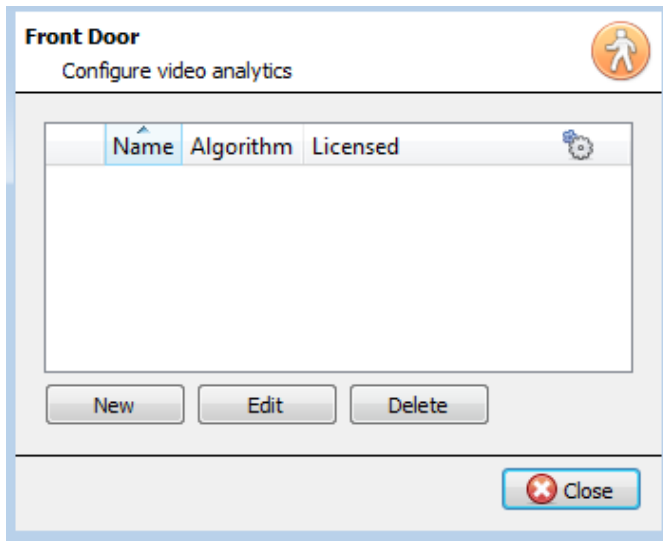 Front Door
Configure video analytics
Name Algorithm Licensed
New Edit Delete
Close